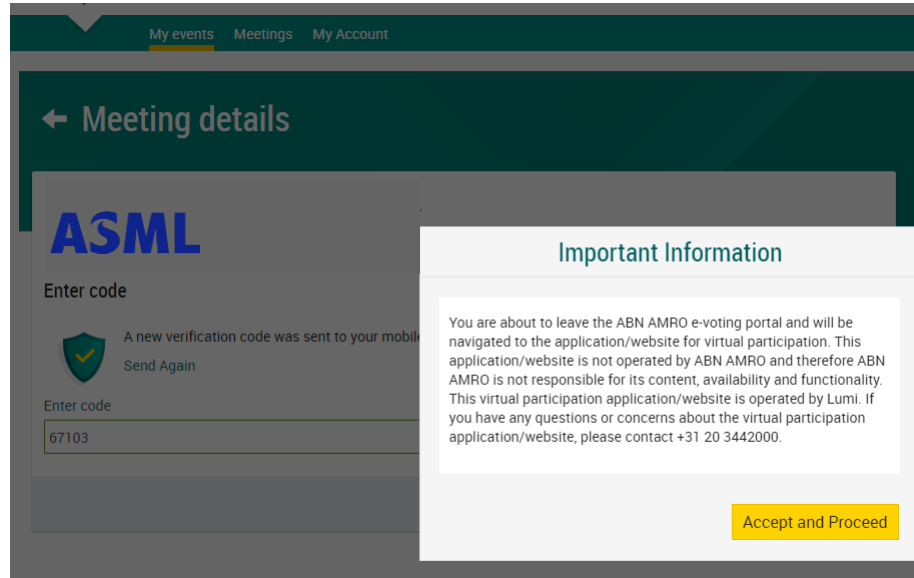 My events Meetings My Account
Meeting details
ASML
Enter code
A new verification code was sent to your mobile
Send Again
Enter code
67103
Important Information
You are about to leave the ABN AMRO e-voting portal and will be
navigated to the application/website for virtual participation. This
application/website is not operated by ABN AMRO and therefore ABN
AMRO is not responsible for its content, availability and functionality.
This virtual participation application/website is operated by Lumi. If
you have any questions or concerns about the virtual participation
application/website, please contact +31 20 3442000.
Accept and Proceed